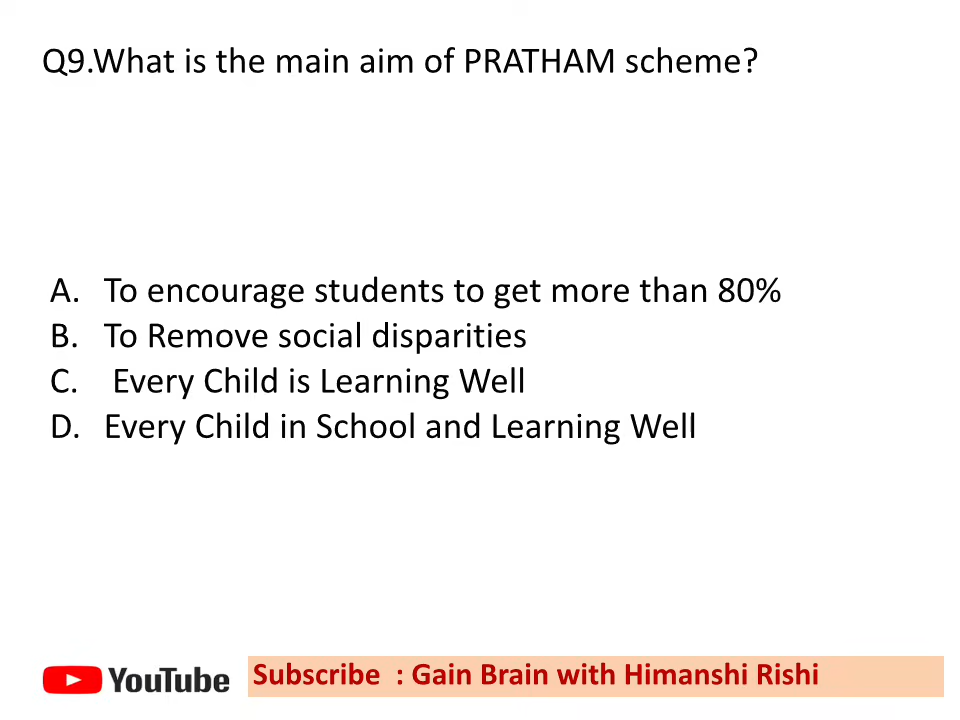 Q9.What is the main aim of PRATHAM scheme?
A. To encourage students to get more than 80%
B. To Remove social disparities
C. Every Child is Learning Well
D. Every Child in School and Learning Well
YouTube Subscribe : Gain Brain with Himanshi Rishi